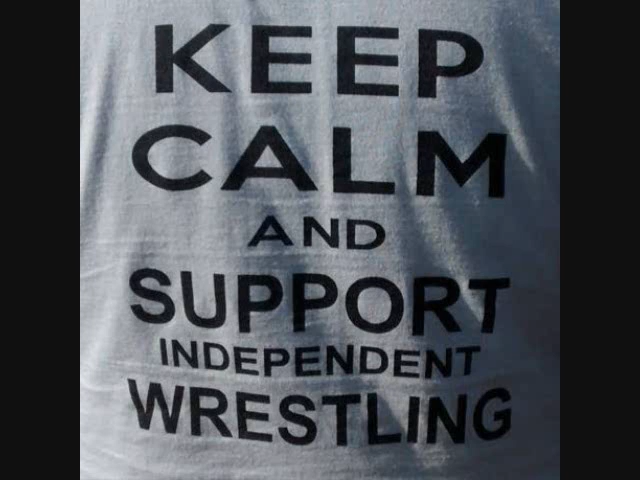 KEEP
CALM
AND
SUPPORT
INDEPENDENT
WRESTLING